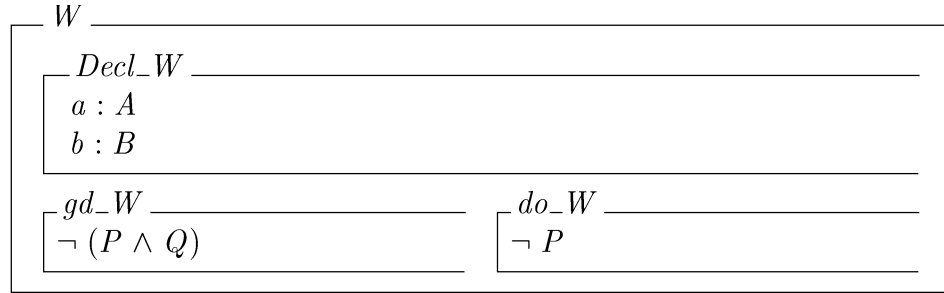 W
Decl_W
a : A
b : B
gd_W
¬ (P ∧ Q)
do_W
¬ P